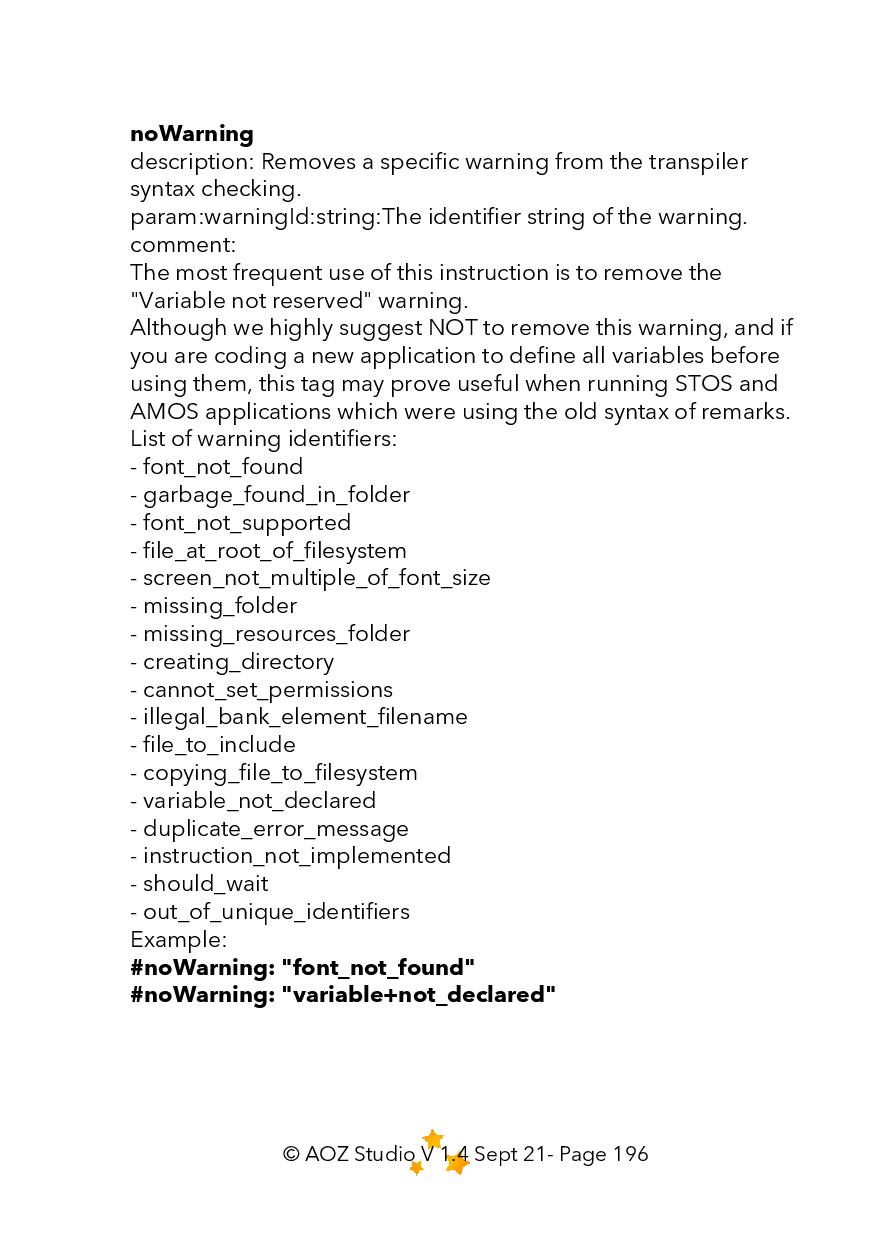 noWarning
description: Removes a specific warning from the transpiler
syntax checking.
param:warningId:string:The identifier string of the warning.
comment:
The most frequent use of this instruction is to remove the
"Variable not reserved" warning.
Although we highly suggest NOT to remove this warning, and if
you are coding a new application to define all variables before
using them, this tag may prove useful when running STOS and
AMOS applications which were using the old syntax of remarks.
List of warning identifiers:
- font_not_found
- garbage_found_in_folder
- font_not_supported
- file_at_root_of_filesystem
- screen_not_multiple_of_font_size
- missing_folder
- missing_resources_folder
- creating_directory
- cannot_set_permissions
- illegal_bank_element_filename
- file_to_include
- copying_file_to_filesystem
- variable_not_declared
- duplicate_error_message
- instruction_not_implemented
- should_wait
- out_of_unique_identifiers
Example:
#noWarning: "font_not_found"
#noWarning: "variable+not_declared"
© AOZ Studio V 1.4 Sept 21- Page 196